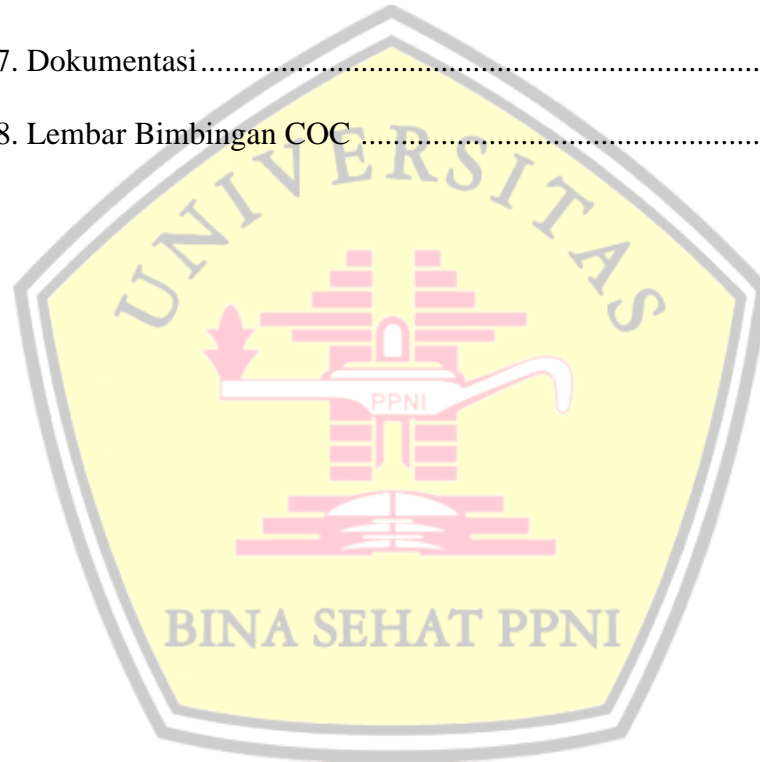 7. Dokumentasi........................................................................
8. Lembar Bimbingan COC ....................................................
UNIVERSITAS
PPNI
BINA SEHAT PPNI